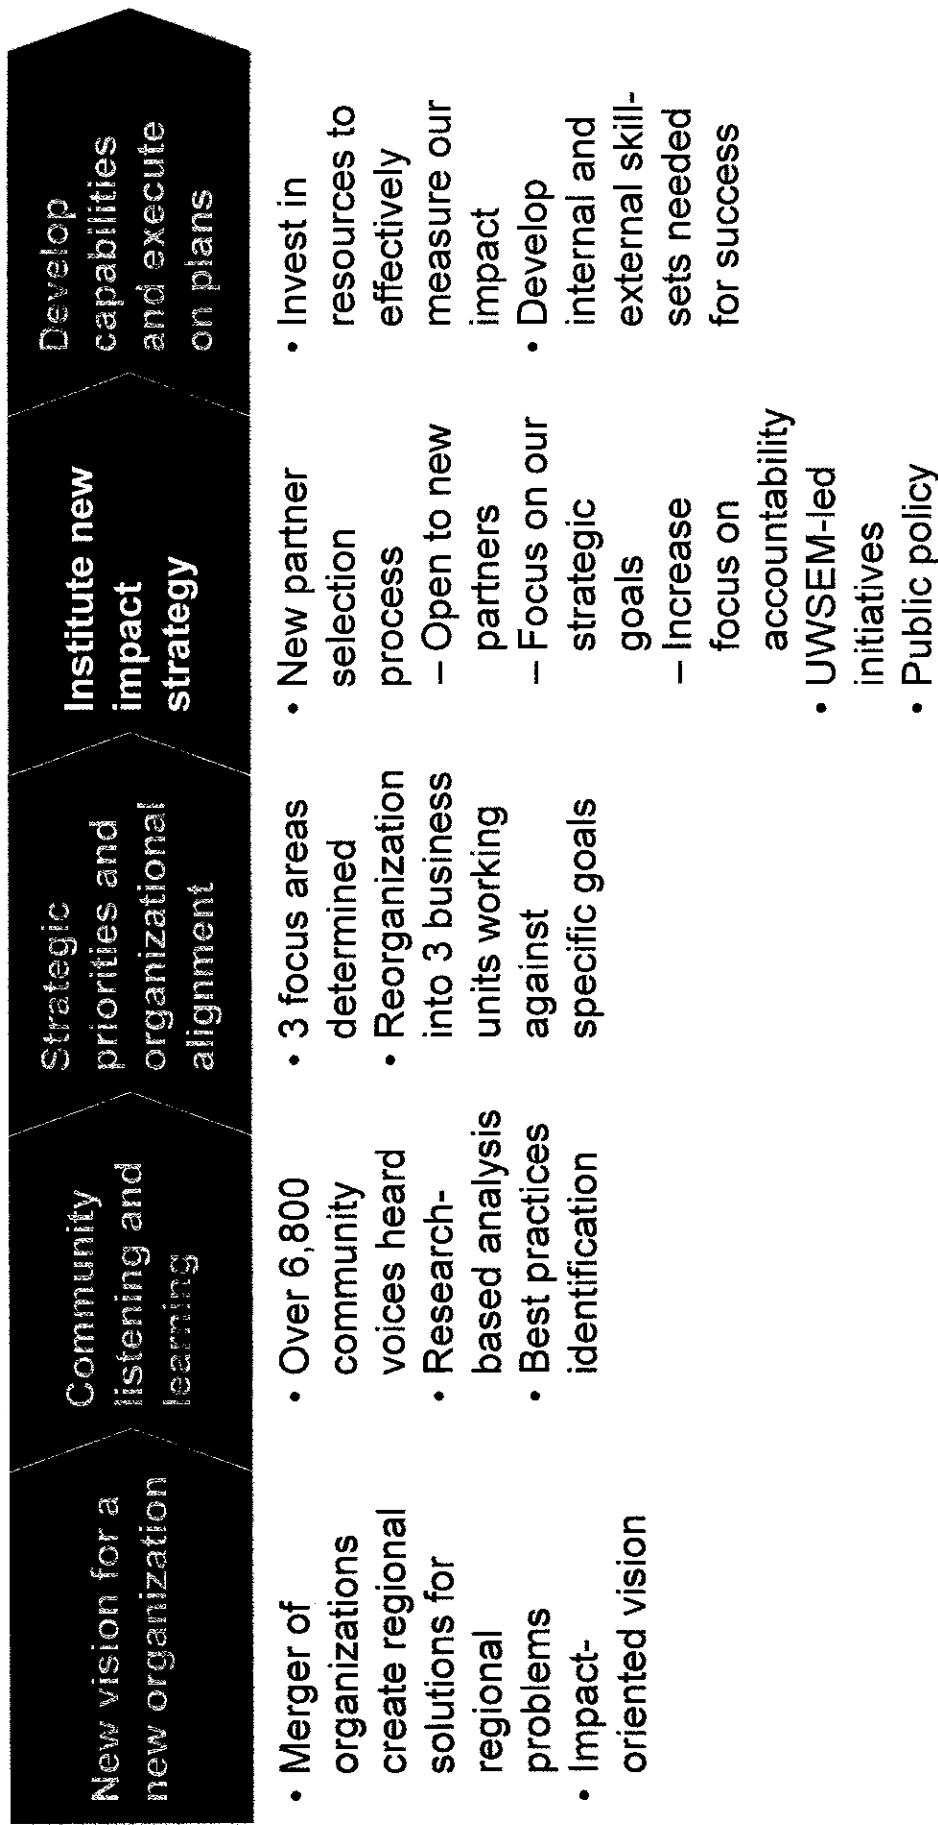 New vision for a
new organization
• Merger of
organizations
create regional
solutions for
regional
problems
• Impact-
oriented vision
Community
listening and
learning
• Over 6,800
community
voices heard
• Research-
based analysis
• Best practices
identification
Strategic
priorities and
organizational
alignment
• 3 focus areas
determined
• Reorganization
into 3 business
units working
against
specific goals
Institute new
impact
strategy
• New partner
selection
process
– Open to new
partners
– Focus on our
strategic
goals
– Increase
focus on
accountability
• UWSEM-led
initiatives
• Public policy
Develop
capabilities
and execute
on plans
• Invest in
resources to
effectively
measure our
impact
• Develop
internal and
external skill-
sets needed
for success